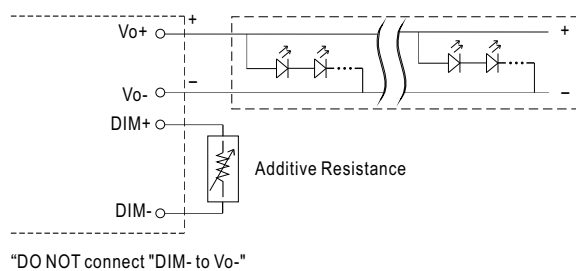 Vo+
+
+
Vo-
−
−
DIM+
Additive Resistance
DIM-
"DO NOT connect "DIM- to Vo-"